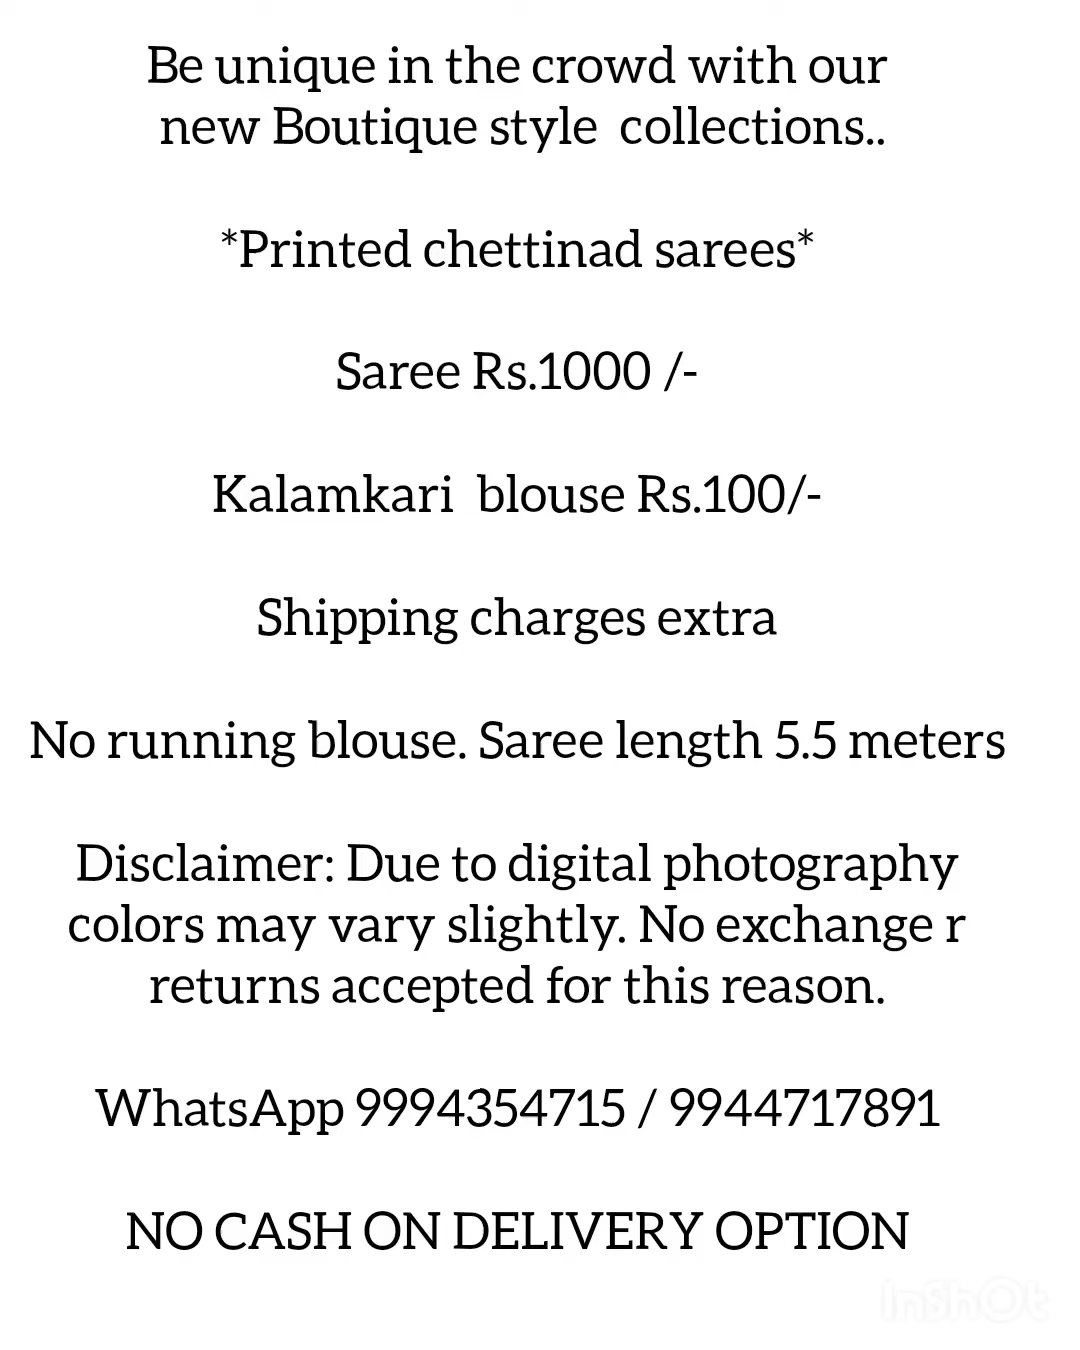 Be unique in the crowd with our
new Boutique style  collections..
*Printed chettinad sarees*
Saree Rs.1000 /-
Kalamkari  blouse Rs.100/-
Shipping charges extra
No running blouse. Saree length 5.5 meters
Disclaimer: Due to digital photography
colors may vary slightly. No exchange r
returns accepted for this reason.
WhatsApp 9994354715 / 9944717891
NO CASH ON DELIVERY OPTION
InShOt